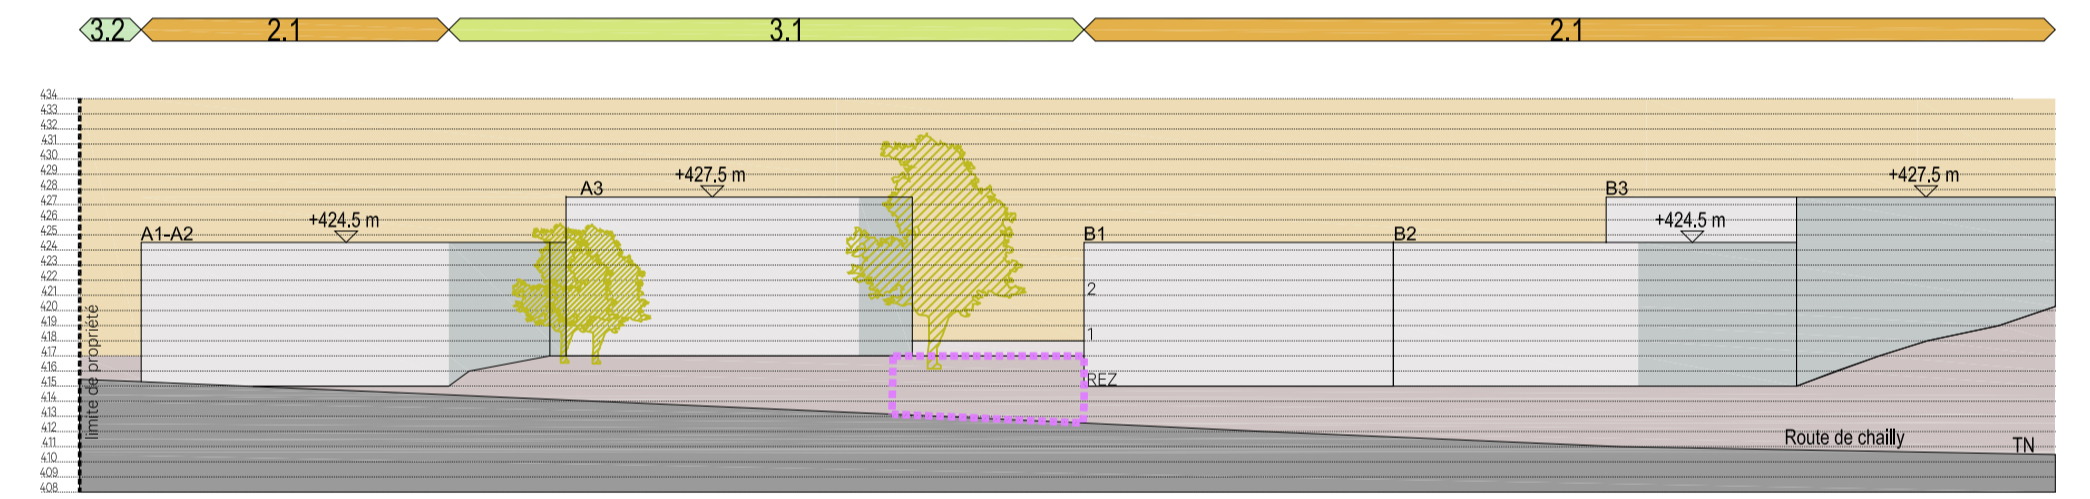 3.2 2.1 3.1 2.1
434
433
432
431
430
429
428
427
426
425
424
423
422
421
420
419
418
417
416
415
414
413
412
411
410
409
408
limite de propriété
A1-A2
+424.5 m
A3
+427.5 m
B1
2
1
REZ
B2
B3
+424.5 m
+427.5 m
Route de chailly
TN